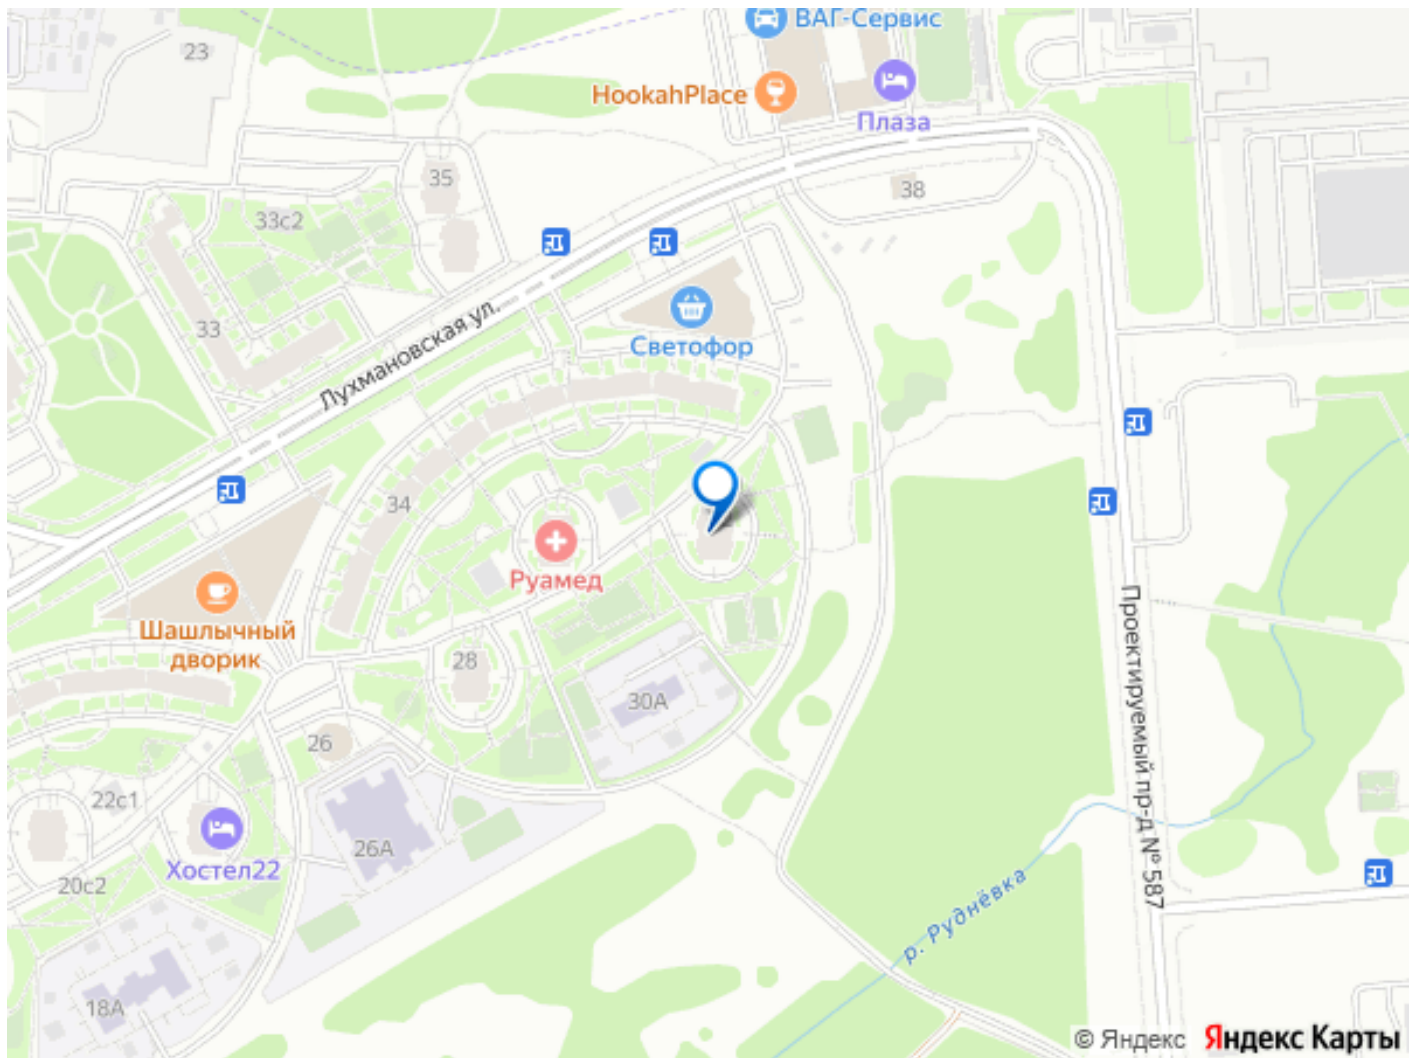 ВАГ-Сервис
23
HookahPlace
Плаза
35
38
33с2
33
Лухмановская ул.
Светофор
34
Руамед
Шашлычный
дворик
28
30А
26
22с1
26А
Хостел22
20с2
18А
Проектируемый пр-д № 587
р. Руднёвка
© Яндекс Яндекс Карты